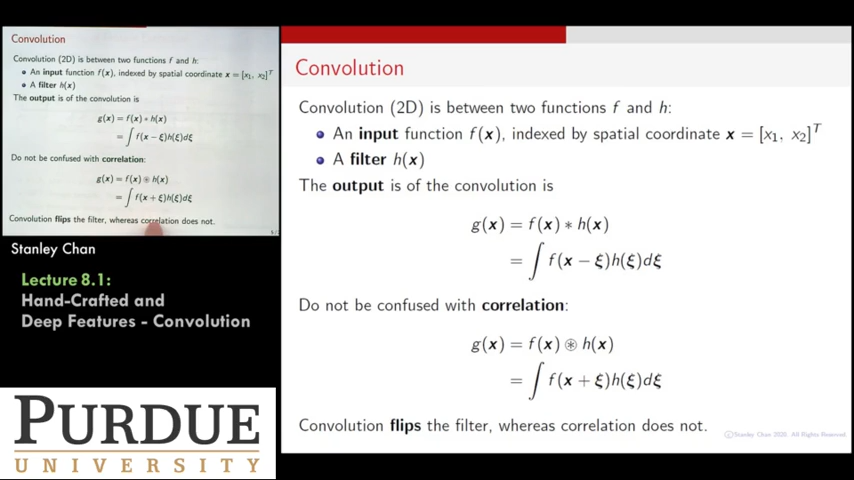 Convolution
Convolution (2D) is between two functions f and h:
• An input function f(x), indexed by spatial coordinate x = [x₁, x₂]ᵀ
• A filter h(x)
The output is of the convolution is
g(x) = f(x) ∗ h(x)
= ∫ f(x − ξ)h(ξ)dξ
Do not be confused with correlation:
g(x) = f(x) ⊛ h(x)
= ∫ f(x + ξ)h(ξ)dξ
Convolution flips the filter, whereas correlation does not.
Stanley Chan
Lecture 8.1:
Hand-Crafted and
Deep Features - Convolution
PURDUE
UNIVERSITY
Convolution
Convolution (2D) is between two functions f and h:
• An input function f(x), indexed by spatial coordinate x = [x₁, x₂]ᵀ
• A filter h(x)
The output is of the convolution is
g(x) = f(x) ∗ h(x)
= ∫ f(x − ξ)h(ξ)dξ
Do not be confused with correlation:
g(x) = f(x) ⊛ h(x)
= ∫ f(x + ξ)h(ξ)dξ
Convolution flips the filter, whereas correlation does not.
©Stanley Chan 2020. All Rights Reserved